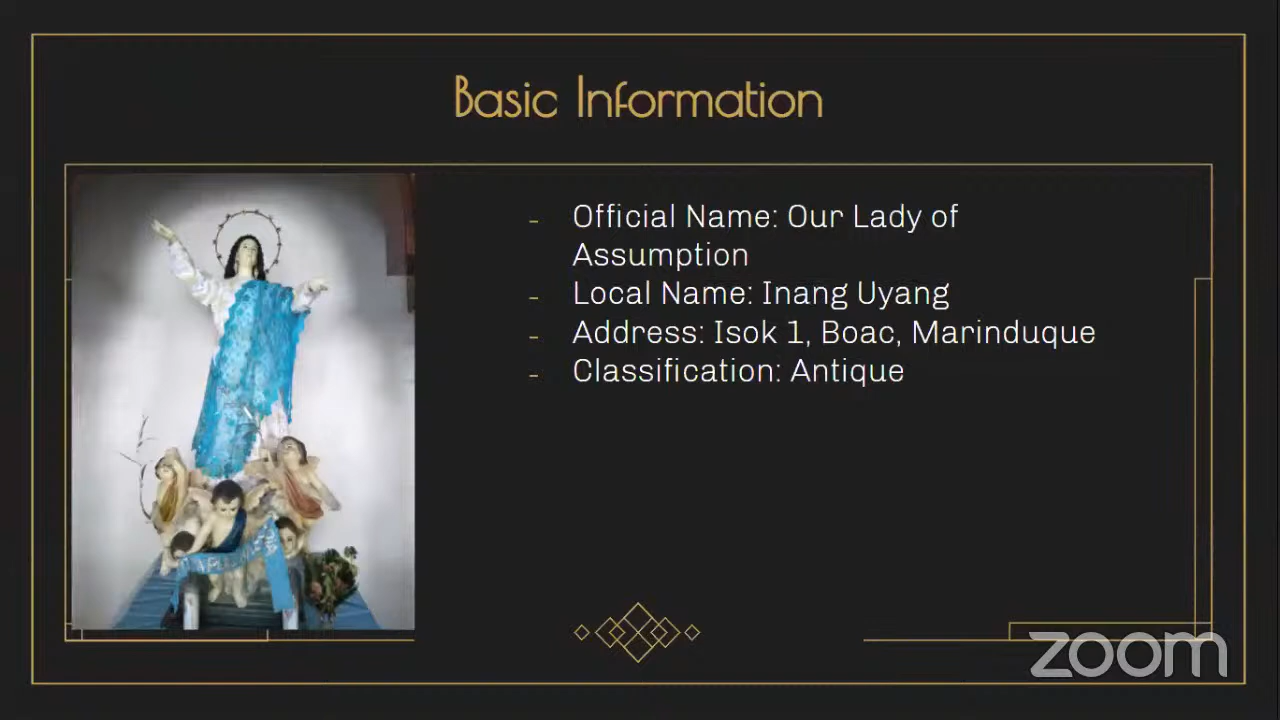 Basic Information
- Official Name: Our Lady of
Assumption
- Local Name: Inang Uyang
- Address: Isok 1, Boac, Marinduque
- Classification: Antique
zoom